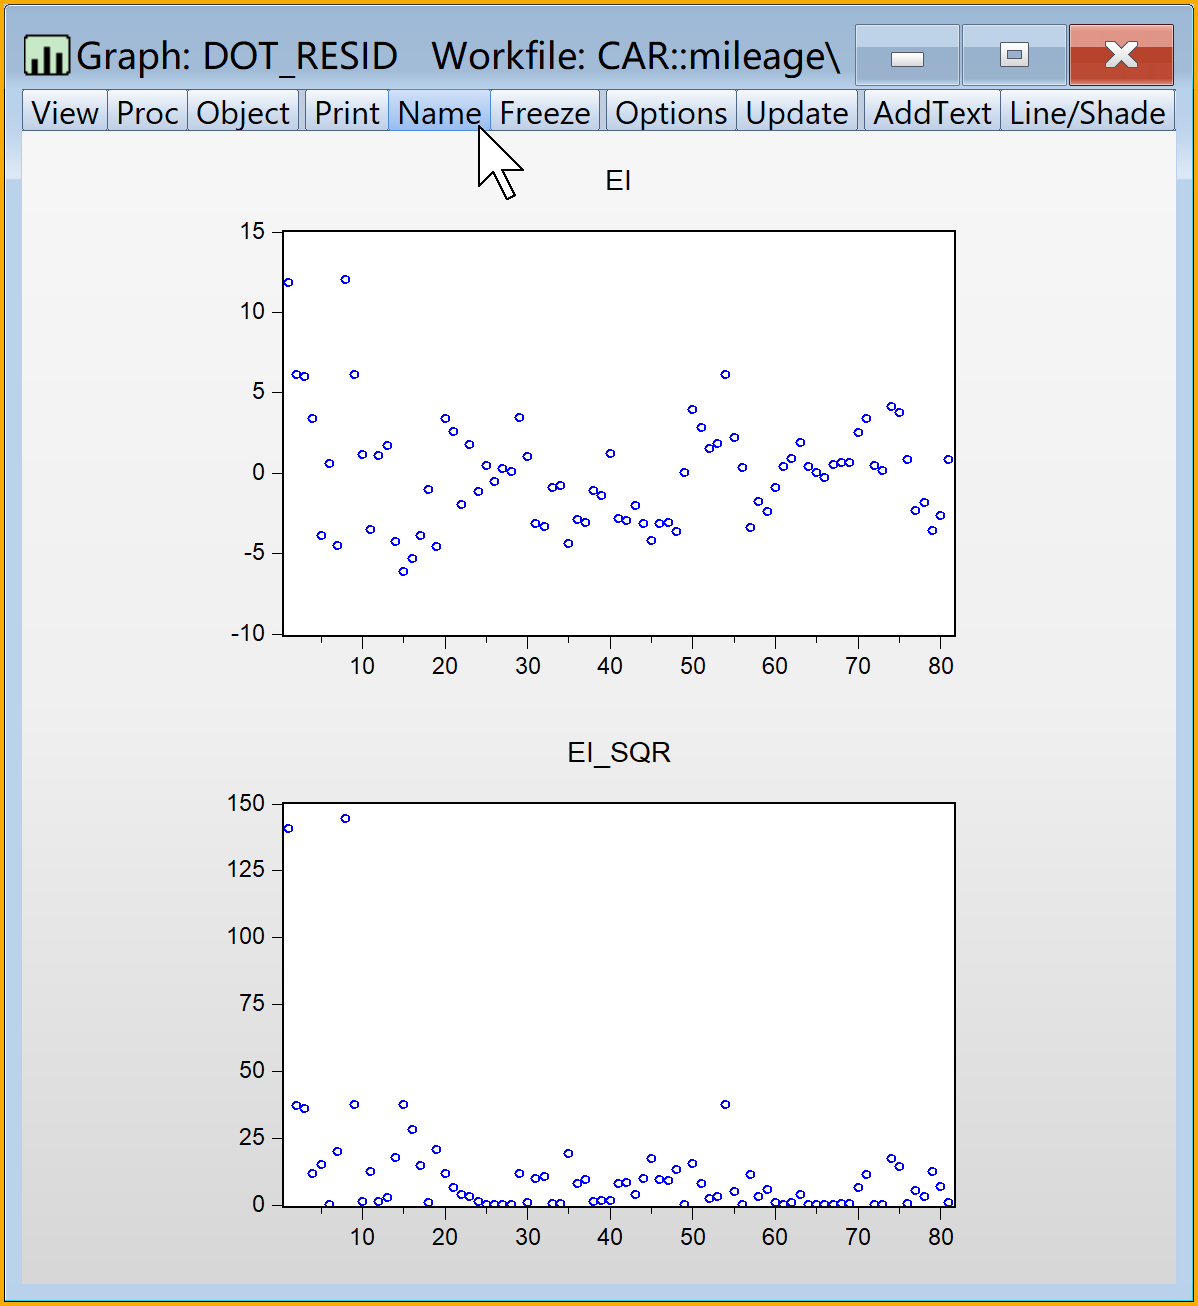 Graph: DOT_RESID Workfile: CAR::mileage\
View Proc Object Print Name Freeze Options Update AddText Line/Shade
EI
15
10
5
0
-5
-10
10 20 30 40 50 60 70 80
EI_SQR
150
125
100
75
50
25
0
10 20 30 40 50 60 70 80